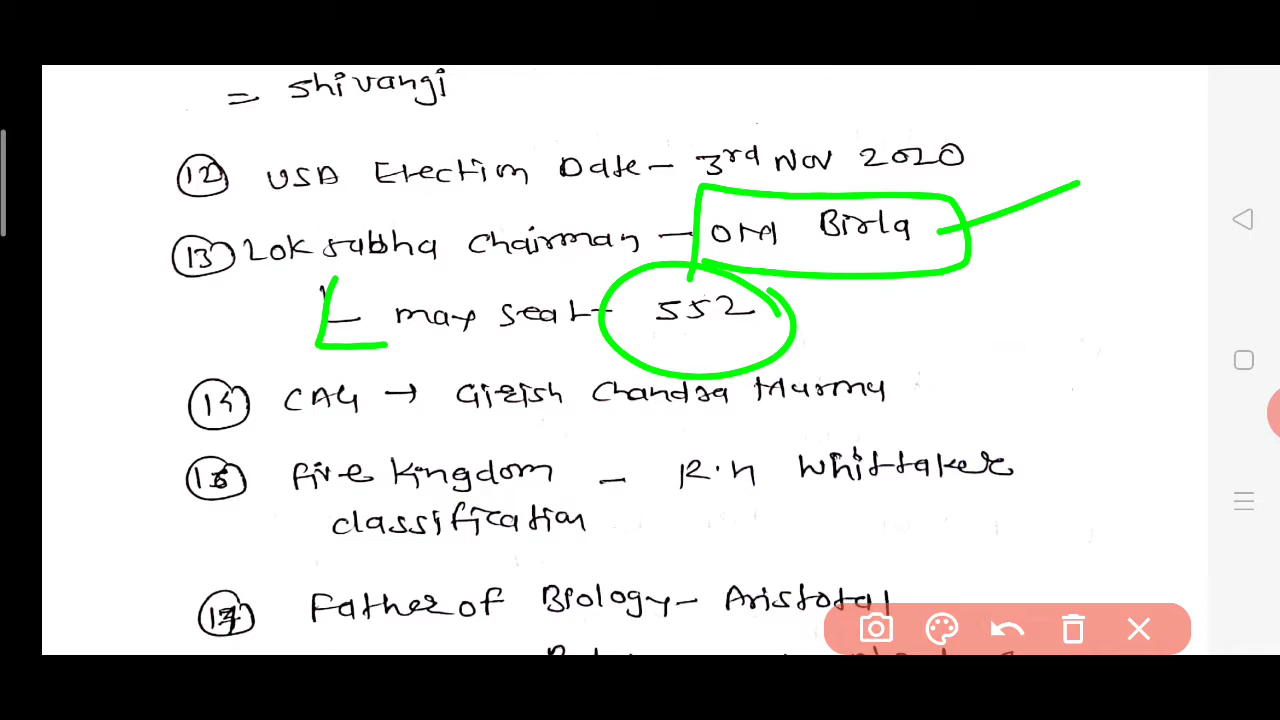 = Shivangi
12 USA Election Date - 3rd Nov 2020
13 Lok sabha Chairman - OM Birla
max seat - 552
14 CAG → Girish Chandra Murmu
Five Kingdom - R.H Whittaker
classification
17 Father of Biology - Aristotal